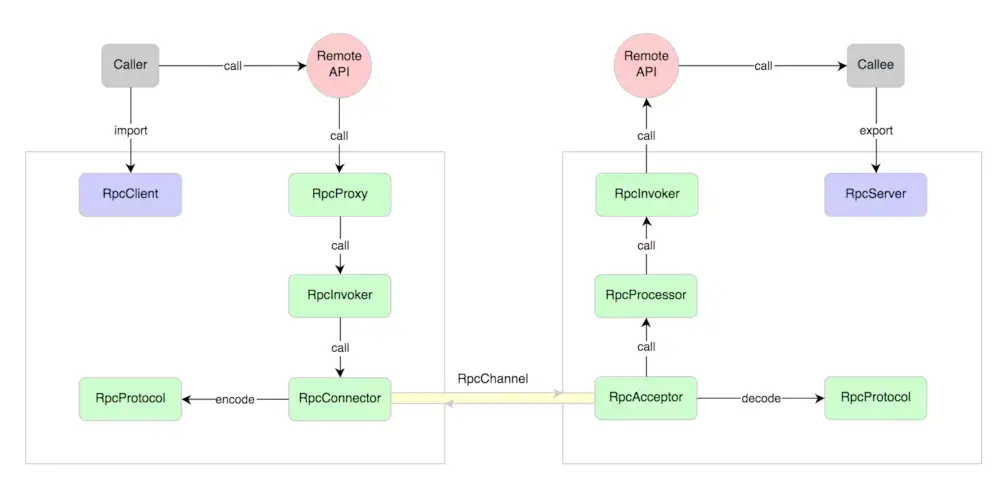 Caller
call
Remote
API
Remote
API
call
Callee
import
call
call
export
RpcClient
RpcProxy
RpcInvoker
RpcServer
call
call
RpcInvoker
RpcProcessor
call
call
RpcChannel
RpcProtocol
encode
RpcConnector
RpcAcceptor
decode
RpcProtocol